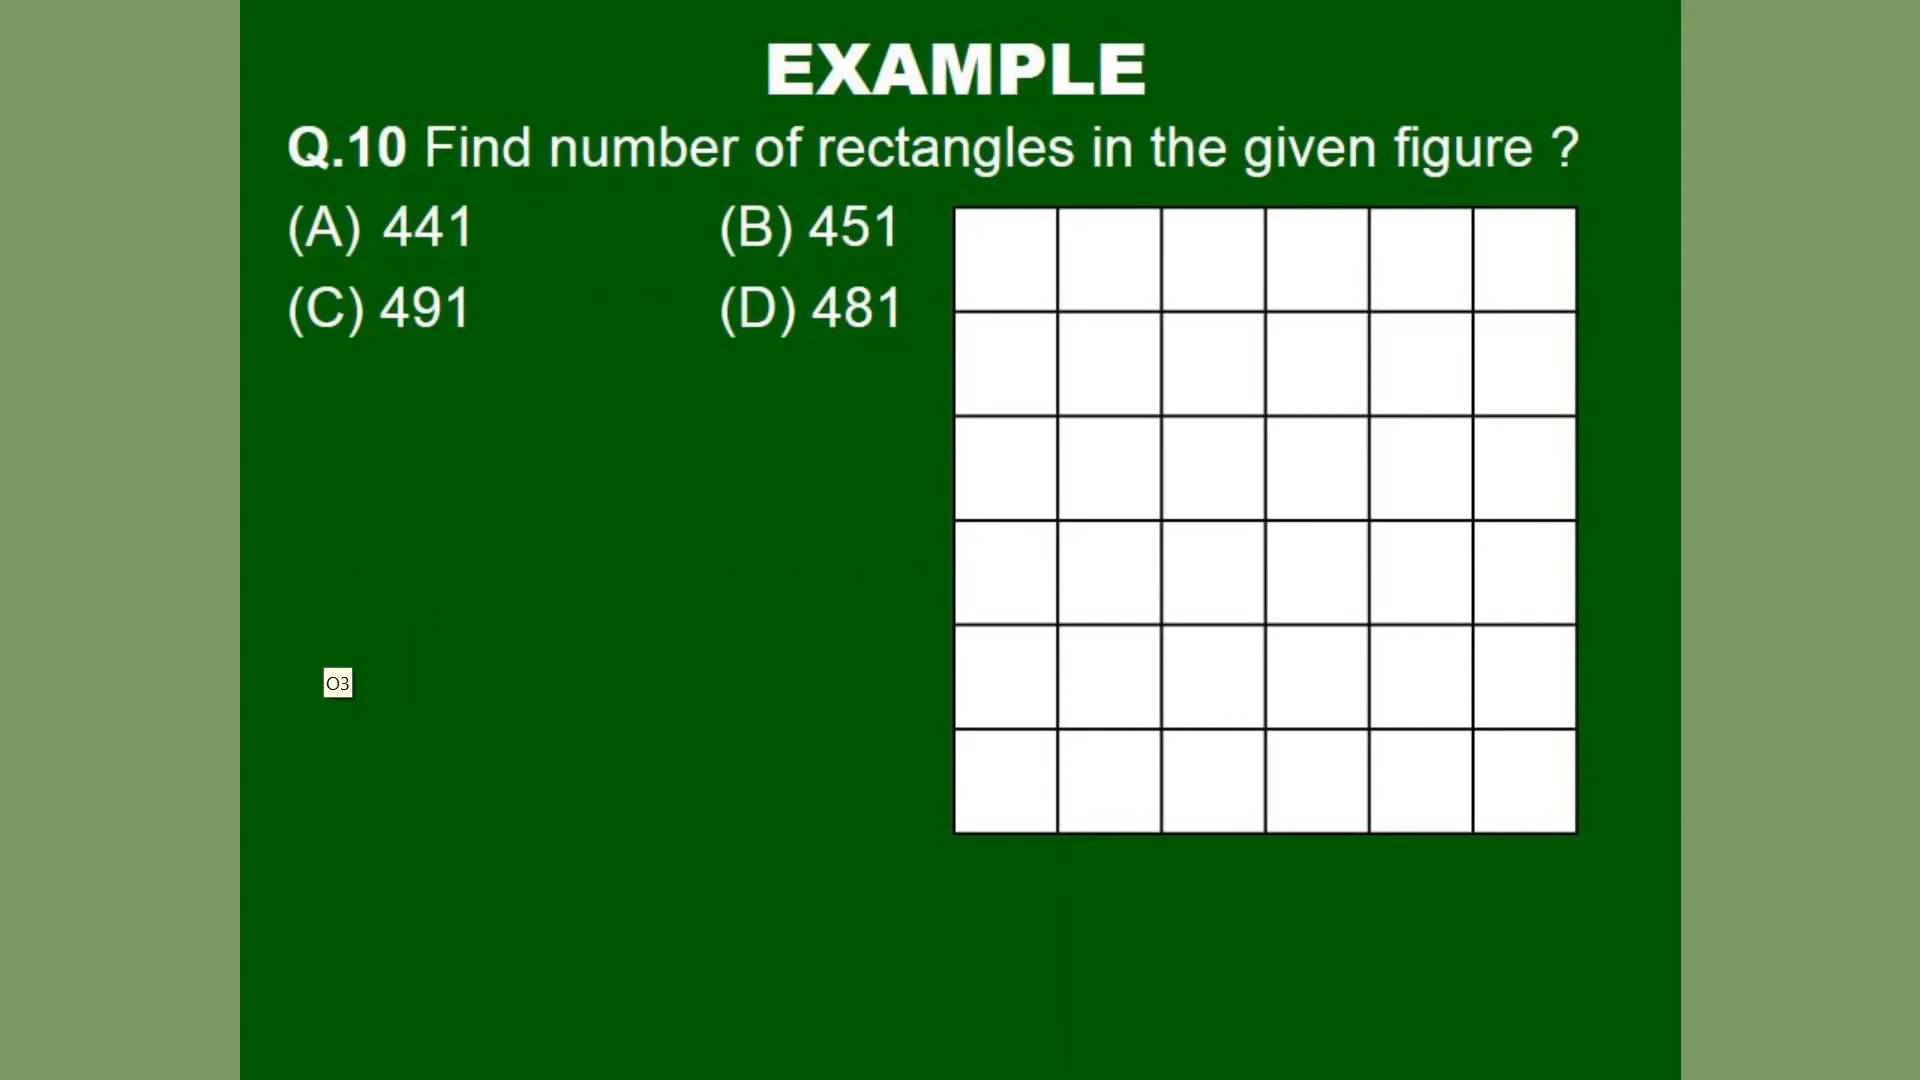 EXAMPLE
Q.10 Find number of rectangles in the given figure ?
(A) 441 (B) 451
(C) 491 (D) 481
O3